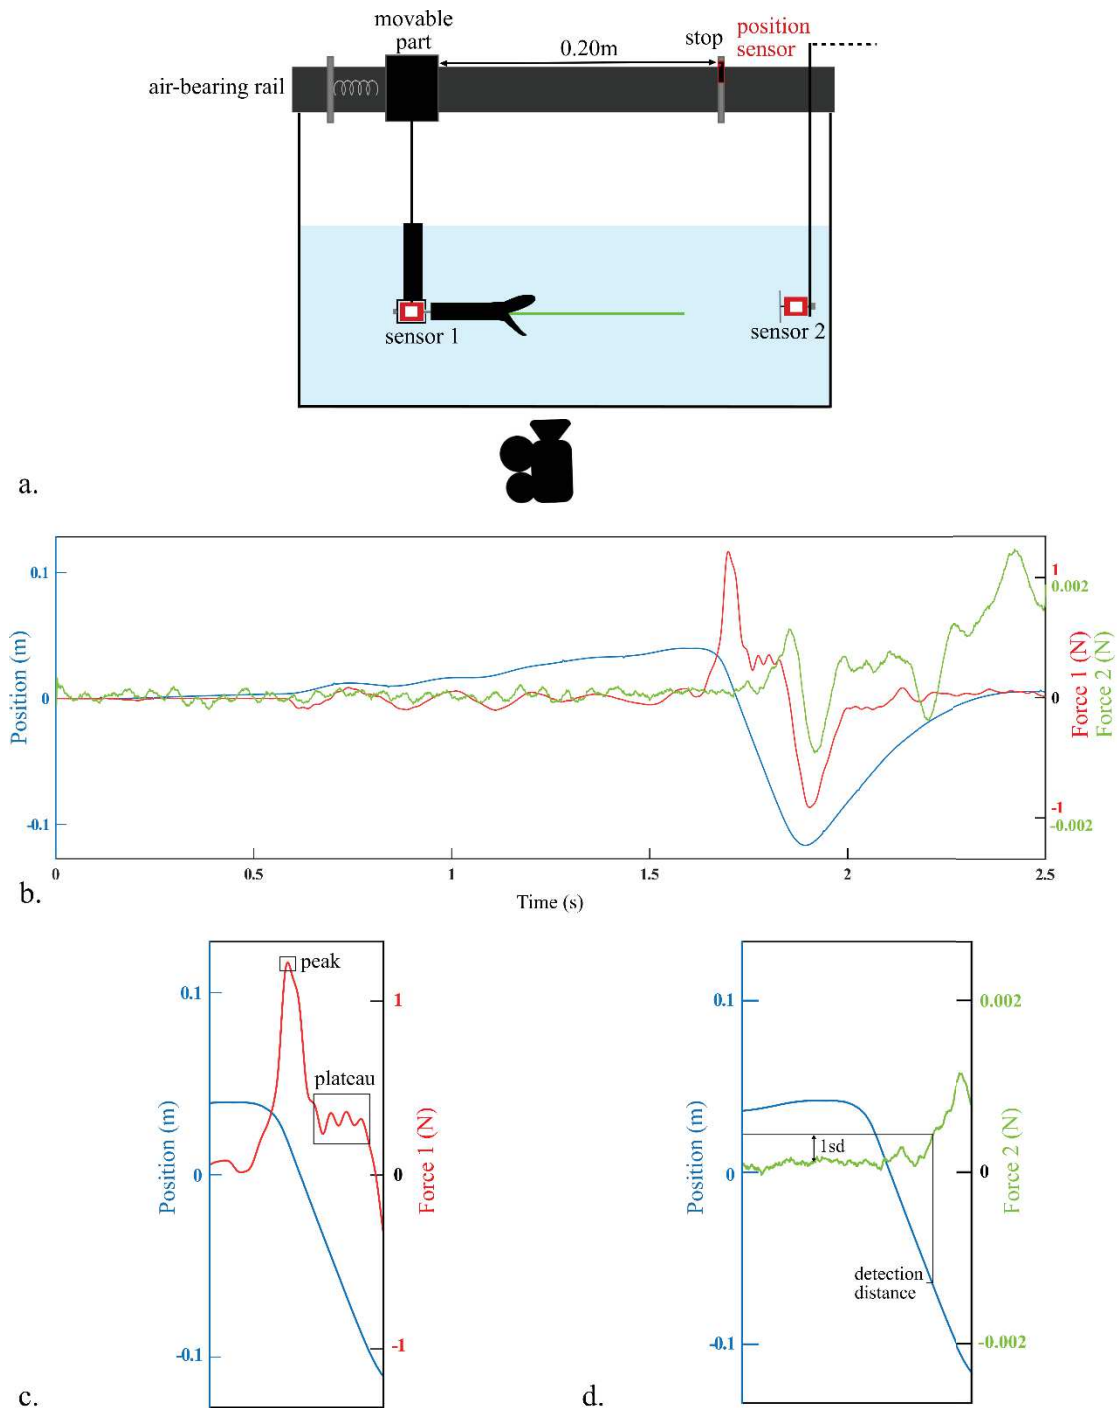 movable
part
stop
position
sensor
0.20m
air-bearing rail
sensor 1
sensor 2
a.
Position (m)
0.1
0
-0.1
1
0.002
0
-1
-0.002
Force 1 (N)
Force 2 (N)
0
0.5
1
1.5
2
2.5
Time (s)
b.
Position (m)
0.1
0
-0.1
peak
plateau
1
0
-1
Force 1 (N)
c.
Position (m)
0.1
0
-0.1
1sd
detection
distance
0.002
0
-0.002
Force 2 (N)
d.